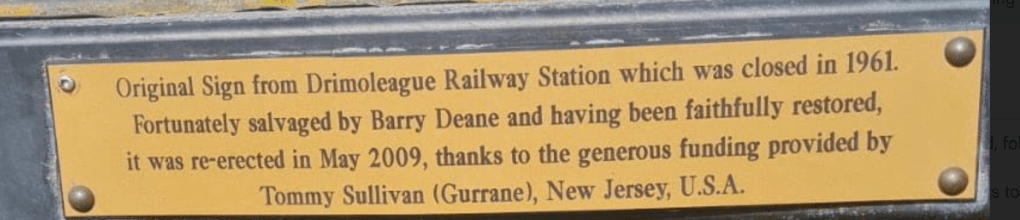 Original Sign from Drimoleague Railway Station which was closed in 1961.
Fortunately salvaged by Barry Deane and having been faithfully restored,
it was re-erected in May 2009, thanks to the generous funding provided by
Tommy Sullivan (Gurrane), New Jersey, U.S.A.